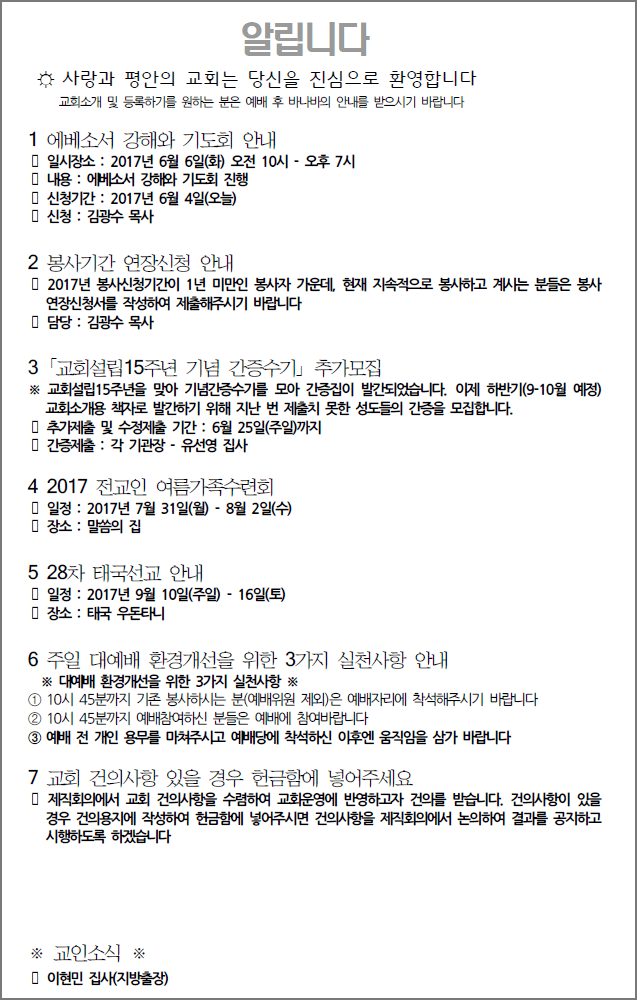 알립니다
☼ 사랑과 평안의 교회는 당신을 진심으로 환영합니다
교회소개 및 등록하기를 원하는 분은 예배 후 바나바의 안내를 받으시기 바랍니다
1 에베소서 강해와 기도회 안내
▯ 일시장소 : 2017년 6월 6일(화) 오전 10시 - 오후 7시
▯ 내용 : 에베소서 강해와 기도회 진행
▯ 신청기간 : 2017년 6월 4일(오늘)
▯ 신청 : 김광수 목사
2 봉사기간 연장신청 안내
▯ 2017년 봉사신청기간이 1년 미만인 봉사자 가운데, 현재 지속적으로 봉사하고 계시는 분들은 봉사
연장신청서를 작성하여 제출해주시기 바랍니다
▯ 담당 : 김광수 목사
3 「교회설립15주년 기념 간증수기」 추가모집
※ 교회설립15주년을 맞아 기념간증수기를 모아 간증집이 발간되었습니다. 이제 하반기(9-10월 예정)
교회소개용 책자로 발간하기 위해 지난 번 제출치 못한 성도들의 간증을 모집합니다.
▯ 추가제출 및 수정제출 기간 : 6월 25일(주일)까지
▯ 간증제출 : 각 기관장 - 유선영 집사
4 2017 전교인 여름가족수련회
▯ 일정 : 2017년 7월 31일(월) - 8월 2일(수)
▯ 장소 : 말씀의 집
5 28차 태국선교 안내
▯ 일정 : 2017년 9월 10일(주일) - 16일(토)
▯ 장소 : 태국 우돈타니
6 주일 대예배 환경개선을 위한 3가지 실천사항 안내
※ 대예배 환경개선을 위한 3가지 실천사항 ※
① 10시 45분까지 기존 봉사하시는 분(예배위원 제외)은 예배자리에 착석해주시기 바랍니다
② 10시 45분까지 예배참여하신 분들은 예배에 참여바랍니다
③ 예배 전 개인 용무를 마쳐주시고 예배당에 착석하신 이후엔 움직임을 삼가 바랍니다
7 교회 건의사항 있을 경우 헌금함에 넣어주세요
▯ 제직회의에서 교회 건의사항을 수렴하여 교회운영에 반영하고자 건의를 받습니다. 건의사항이 있을
경우 건의용지에 작성하여 헌금함에 넣어주시면 건의사항을 제직회의에서 논의하여 결과를 공지하고
시행하도록 하겠습니다
※ 교인소식 ※
▯ 이현민 집사(지방출장)